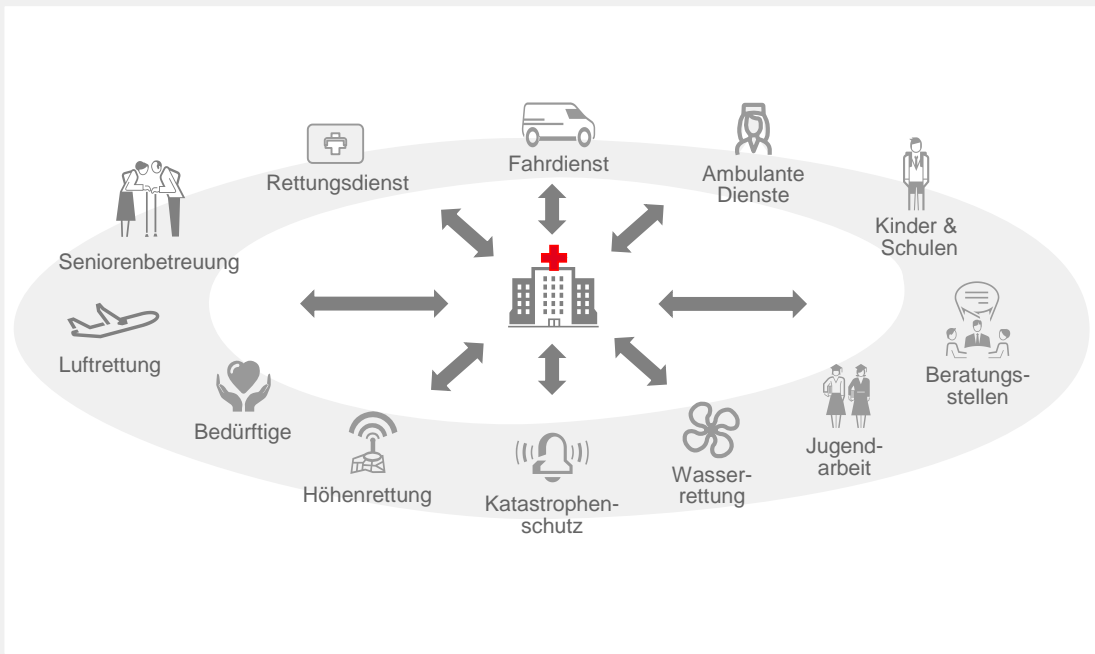 Fahrdienst
Rettungsdienst
Ambulante
Dienste
Kinder &
Schulen
Seniorenbetreuung
Luftrettung
Beratungs-
stellen
Bedürftige
Jugend-
arbeit
Höhenrettung
Katastrophen-
schutz
Wasser-
rettung